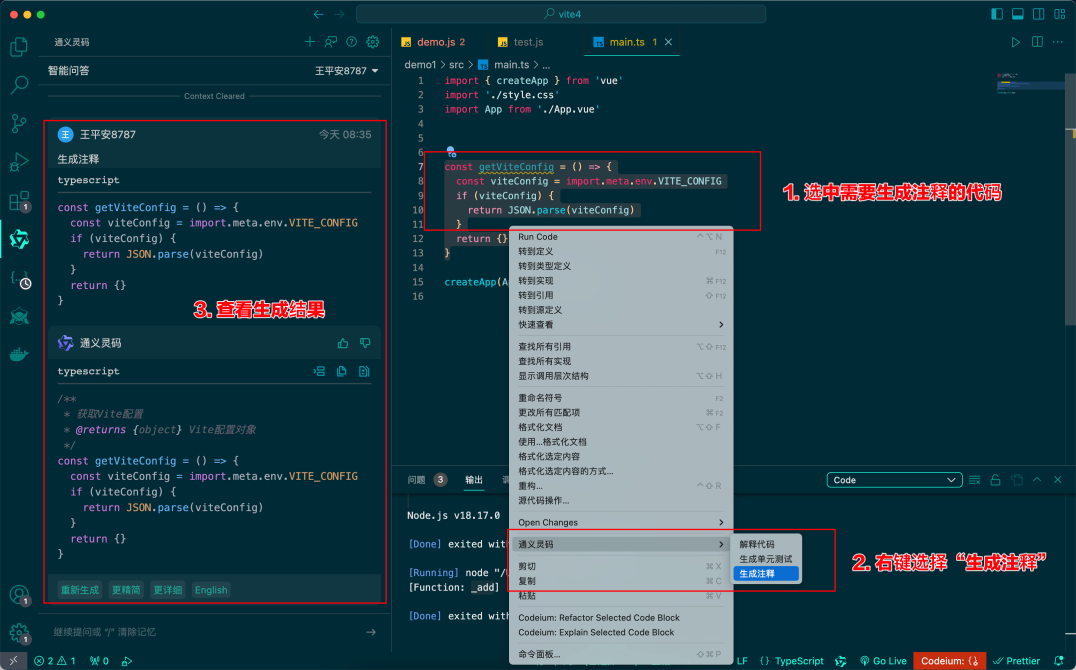 vite4
通义灵码
智能问答
王平安8787
Context Cleared
王
王平安8787
今天 08:35
生成注释
typescript
const getViteConfig = () => {
const viteConfig = import.meta.env.VITE_CONFIG
if (viteConfig) {
return JSON.parse(viteConfig)
}
return {}
}
3. 查看生成结果
通义灵码
typescript
/**
* 获取Vite配置
* @returns {object} Vite配置对象
*/
const getViteConfig = () => {
const viteConfig = import.meta.env.VITE_CONFIG
if (viteConfig) {
return JSON.parse(viteConfig)
}
return {}
}
重新生成 更精简 更详细 English
继续提问或 "/" 清除记忆
1
1
1
JS demo.js 2
JS test.js
TS main.ts 1
demo1 > src > TS main.ts > ...
1 import { createApp } from 'vue'
2 import './style.css'
3 import App from './App.vue'
4
5
6
7 const getViteConfig = () => {
8 const viteConfig = import.meta.env.VITE_CONFIG
9 if (viteConfig) {
10 return JSON.parse(viteConfig)
11 }
12 return {}
13 }
14
15 createApp(A
16
1. 选中需要生成注释的代码
Run Code ⌃⌥N
转到定义 F12
转到类型定义
转到实现 ⌘F12
转到引用 ⇧F12
转到源定义
快速查看
查找所有引用 ⌥⇧F12
查找所有实现
显示调用层次结构 ⌥⇧H
重命名符号 F2
更改所有匹配项 ⌘F2
格式化文档 ⌥⇧F
使用...格式化文档
格式化选定内容
格式化选定内容的方式...
重构... ⌃⇧R
源代码操作...
Open Changes
通义灵码
剪切 ⌘X
复制 ⌘C
粘贴 ⌘V
Codeium: Refactor Selected Code Block
Codeium: Explain Selected Code Block
命令面板... ⇧⌘P
解释代码
生成单元测试
生成注释
2. 右键选择“生成注释”
问题 3 输出
Code
Node.js v18.17.0
[Done] exited with
[Running] node "/
[Function: _add]
[Done] exited with
2 1 0
LF {} TypeScript Go Live Codeium: {} Prettier